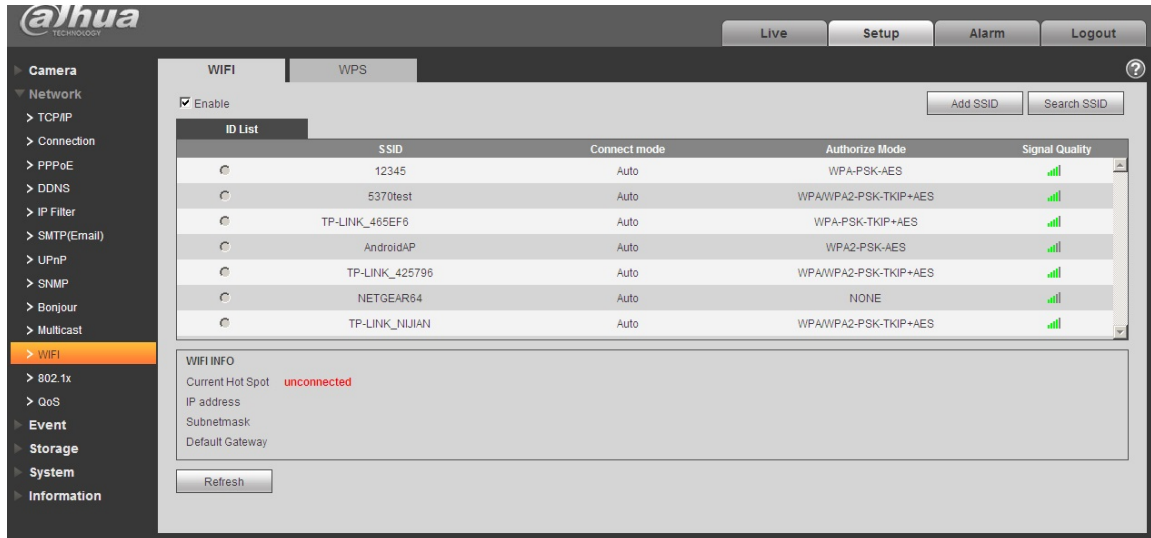 alhua
TECHNOLOGY
Live Setup Alarm Logout
Camera
Network
> TCP/IP
> Connection
> PPPoE
> DDNS
> IP Filter
> SMTP(Email)
> UPnP
> SNMP
> Bonjour
> Multicast
> WIFI
> 802.1x
> QoS
Event
Storage
System
Information
WIFI WPS
?
Enable Add SSID Search SSID
ID List
SSID Connect mode Authorize Mode Signal Quality
12345 Auto WPA-PSK-AES
5370test Auto WPA/WPA2-PSK-TKIP+AES
TP-LINK_465EF6 Auto WPA-PSK-TKIP+AES
AndroidAP Auto WPA2-PSK-AES
TP-LINK_425796 Auto WPA/WPA2-PSK-TKIP+AES
NETGEAR64 Auto NONE
TP-LINK_NIJIAN Auto WPA/WPA2-PSK-TKIP+AES
WIFI INFO
Current Hot Spot unconnected
IP address
Subnetmask
Default Gateway
Refresh